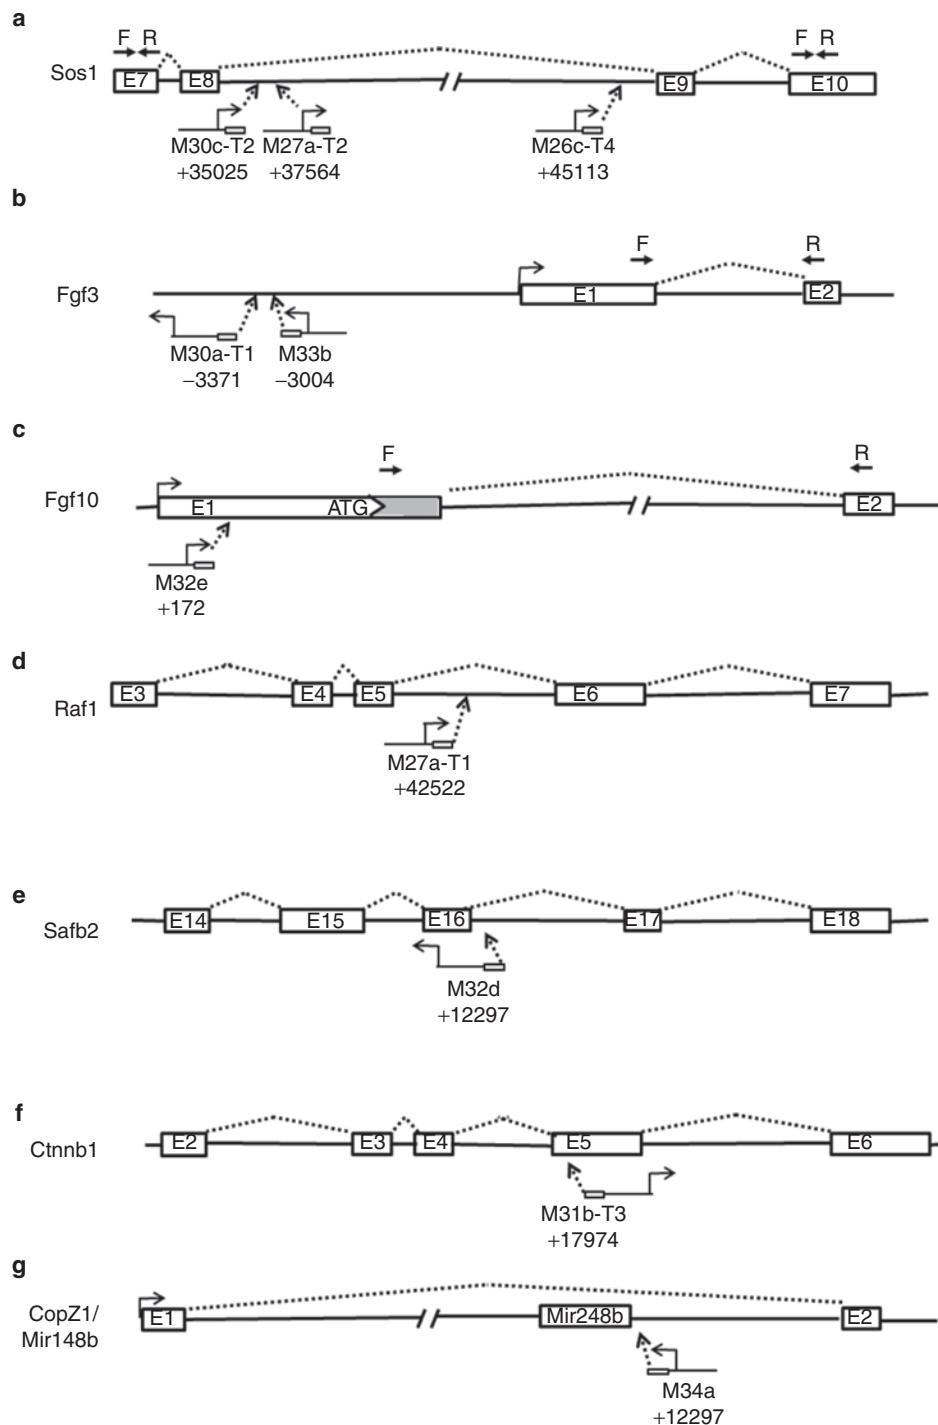 a
F R F R
Sos1 E7 E8 E9 E10
M30c-T2 M27a-T2 M26c-T4
+35025 +37564 +45113
b
F R
Fgf3 E1 E2
M30a-T1 M33b
−3371 −3004
c
F R
Fgf10 E1 ATG E2
M32e
+172
d
Raf1 E3 E4 E5 E6 E7
M27a-T1
+42522
e
Safb2 E14 E15 E16 E17 E18
M32d
+12297
f
Ctnnb1 E2 E3 E4 E5 E6
M31b-T3
+17974
g
CopZ1/ E1 Mir248b E2
Mir148b
M34a
+12297